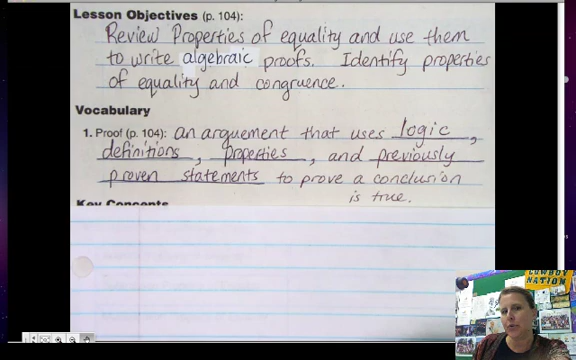 Lesson Objectives (p. 104):
Review Properties of equality and use them
to write algebraic proofs. Identify properties
of equality and congruence.
Vocabulary
1. Proof (p. 104): an arguement that uses logic,
definitions, properties, and previously
proven statements to prove a conclusion
is true.
Key Concepts
COWBOY
NATION